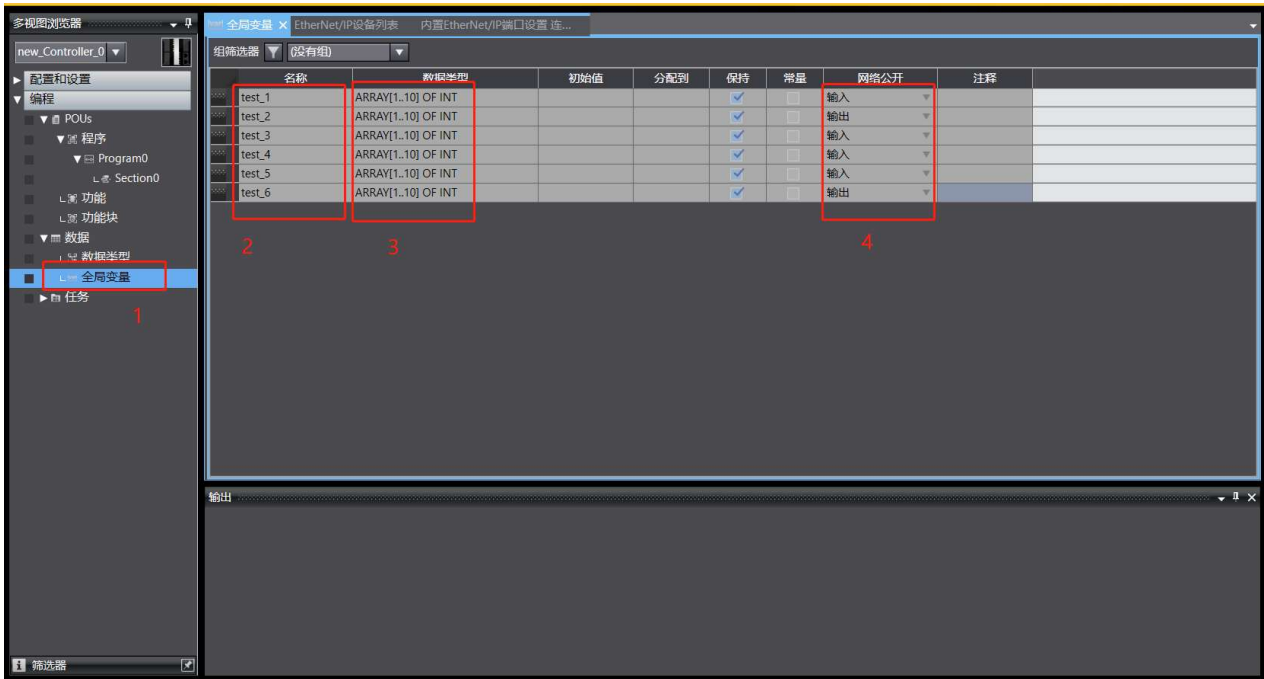 多视图浏览器
new_Controller_0
配置和设置
编程
POUs
程序
Program0
Section0
功能
功能块
数据
数据类型
全局变量
任务
1
筛选器
全局变量 EtherNet/IP设备列表 内置EtherNet/IP端口设置 连...
组筛选器 (没有组)
名称 数据类型 初始值 分配到 保持 常量 网络公开 注释
test_1 ARRAY[1..10] OF INT 输入
test_2 ARRAY[1..10] OF INT 输出
test_3 ARRAY[1..10] OF INT 输入
test_4 ARRAY[1..10] OF INT 输入
test_5 ARRAY[1..10] OF INT 输入
test_6 ARRAY[1..10] OF INT 输出
2 3 4
输出